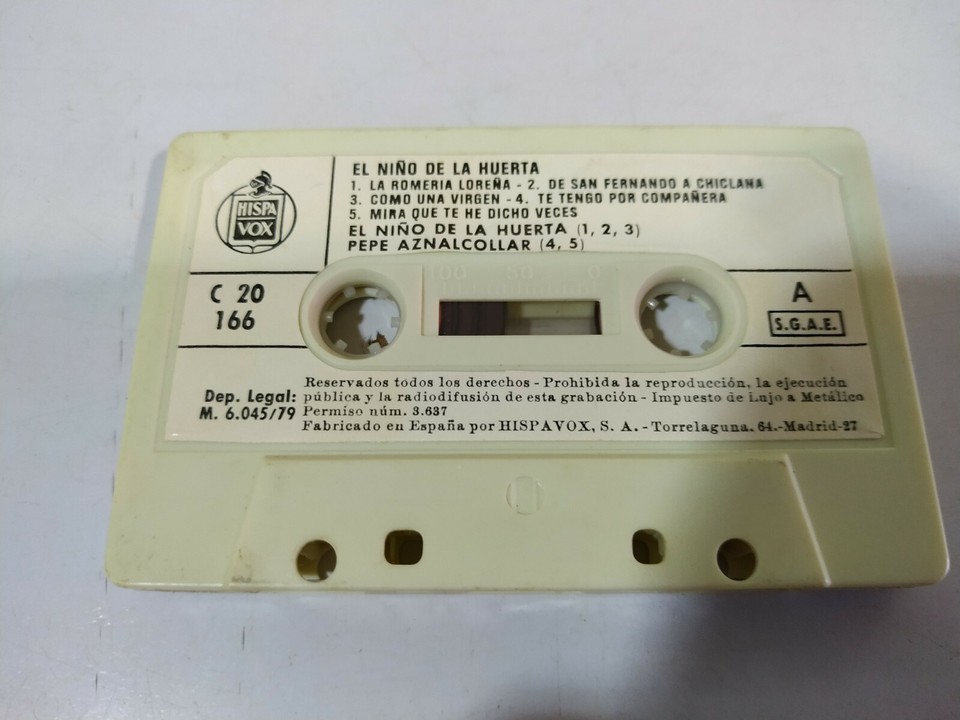 HISPA
VOX
EL NIÑO DE LA HUERTA
1. LA ROMERIA LOREÑA - 2. DE SAN FERNANDO A CHICLANA
3. COMO UNA VIRGEN - 4. TE TENGO POR COMPAÑERA
5. MIRA QUE TE HE DICHO VECES
EL NIÑO DE LA HUERTA (1, 2, 3)
PEPE AZNALCOLLAR (4, 5)
C 20
166
100 50 0
A
S.G.A.E.
Dep. Legal:
M. 6.045/79
Reservados todos los derechos - Prohibida la reproducción, la ejecución
pública y la radiodifusión de esta grabación - Impuesto de Lujo a Metálico
Permiso núm. 3.637
Fabricado en España por HISPAVOX, S. A. - Torrelaguna, 64.-Madrid-27